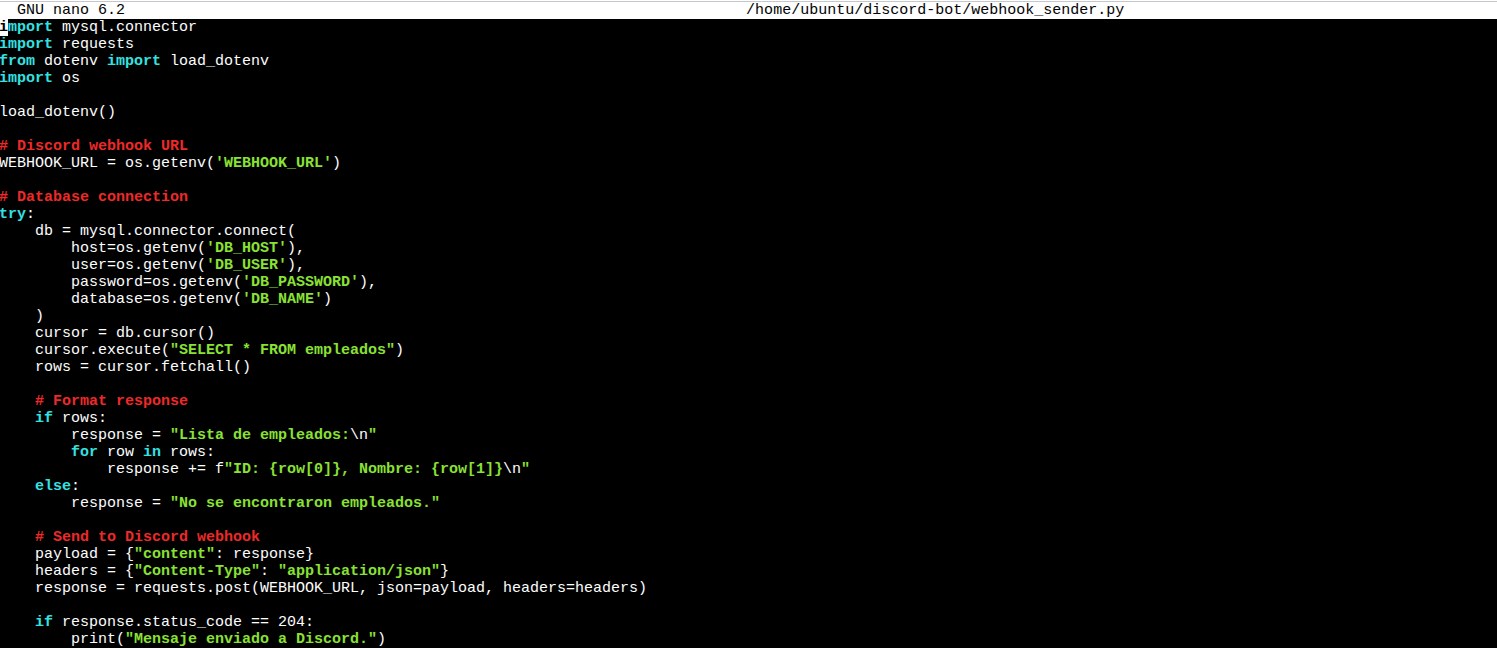 GNU nano 6.2 /home/ubuntu/discord-bot/webhook_sender.py
import mysql.connector
import requests
from dotenv import load_dotenv
import os

load_dotenv()

# Discord webhook URL
WEBHOOK_URL = os.getenv('WEBHOOK_URL')

# Database connection
try:
    db = mysql.connector.connect(
        host=os.getenv('DB_HOST'),
        user=os.getenv('DB_USER'),
        password=os.getenv('DB_PASSWORD'),
        database=os.getenv('DB_NAME')
    )
    cursor = db.cursor()
    cursor.execute("SELECT * FROM empleados")
    rows = cursor.fetchall()

    # Format response
    if rows:
        response = "Lista de empleados:\n"
        for row in rows:
            response += f"ID: {row[0]}, Nombre: {row[1]}\n"
    else:
        response = "No se encontraron empleados."

    # Send to Discord webhook
    payload = {"content": response}
    headers = {"Content-Type": "application/json"}
    response = requests.post(WEBHOOK_URL, json=payload, headers=headers)

    if response.status_code == 204:
        print("Mensaje enviado a Discord.")